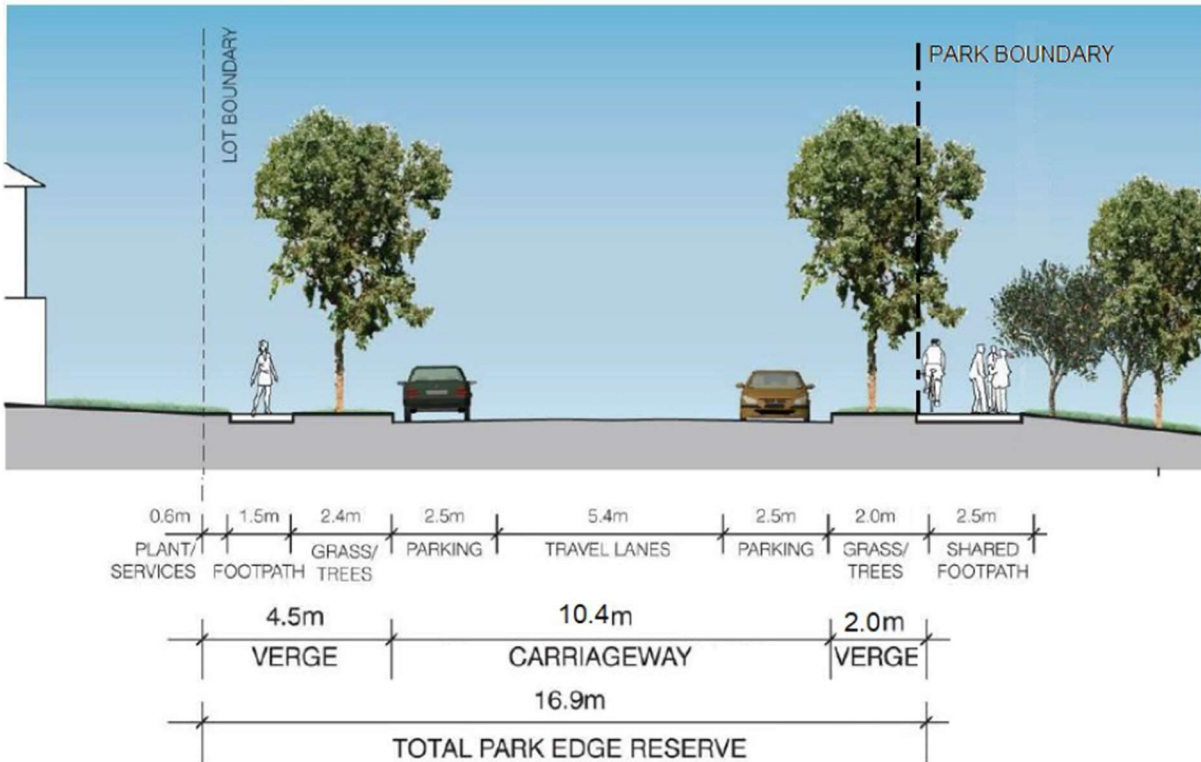 LOT BOUNDARY
PARK BOUNDARY
0.6m 1.5m 2.4m 2.5m 5.4m 2.5m 2.0m 2.5m
PLANT/ SERVICES
FOOTPATH
GRASS/ TREES
PARKING
TRAVEL LANES
PARKING
GRASS/ TREES
SHARED FOOTPATH
4.5m 10.4m 2.0m
VERGE CARRIAGEWAY VERGE
16.9m
TOTAL PARK EDGE RESERVE